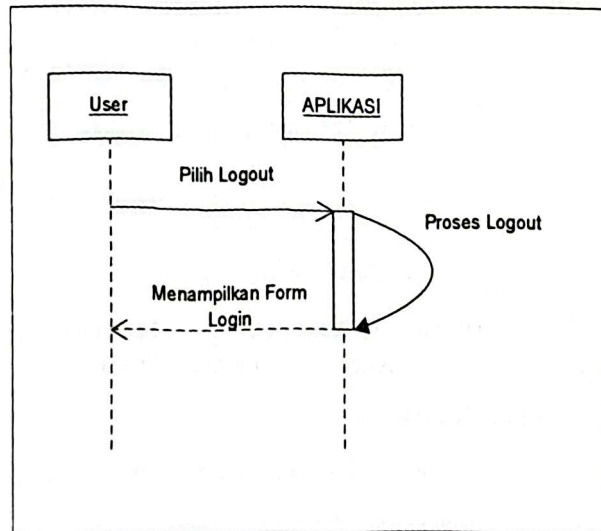 User
APLIKASI
Pilih Logout
Proses Logout
Menampilkan Form
Login